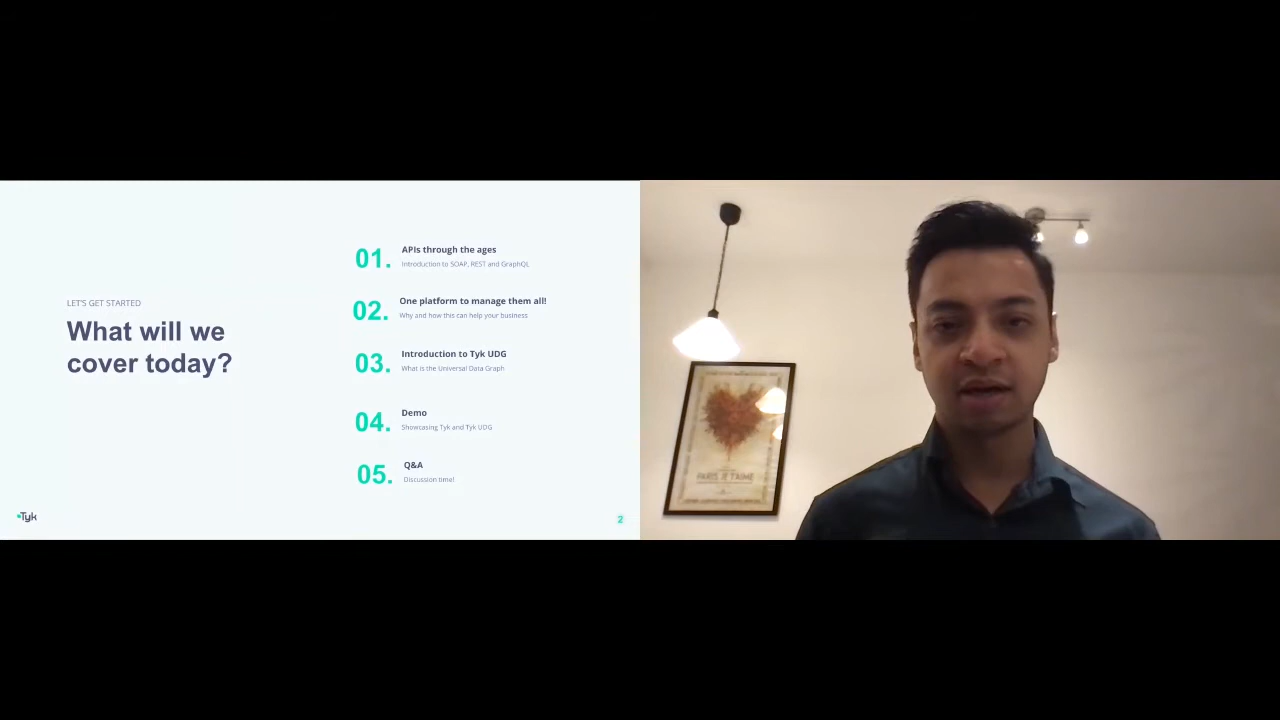 LET'S GET STARTED
What will we
cover today?
01.
APIs through the ages
Introduction to SOAP, REST and GraphQL
02.
One platform to manage them all!
Why and how this can help your business
03.
Introduction to Tyk UDG
What is the Universal Data Graph
04.
Demo
Showcasing Tyk and Tyk UDG
05.
Q&A
Discussion time!
Tyk
2
PARIS JE T'AIME